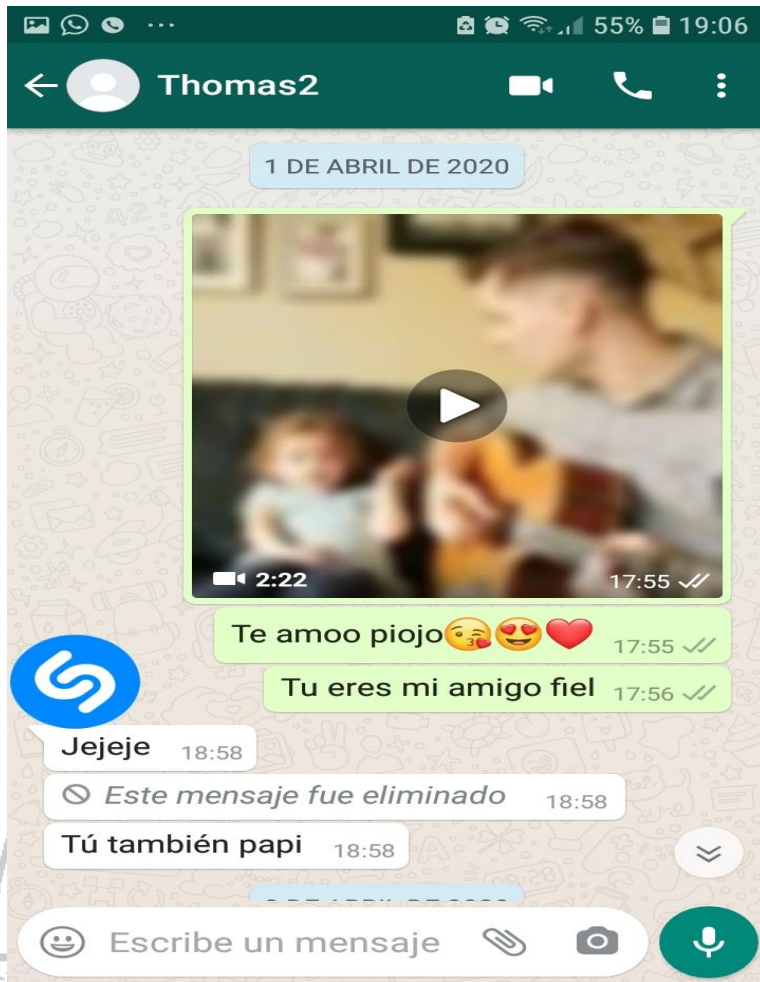 55% 19:06
Thomas2
1 DE ABRIL DE 2020
2:22 17:55
Te amoo piojo😘😍❤️ 17:55
Tu eres mi amigo fiel 17:56
Jejeje 18:58
Este mensaje fue eliminado 18:58
Tú también papi 18:58
Escribe un mensaje